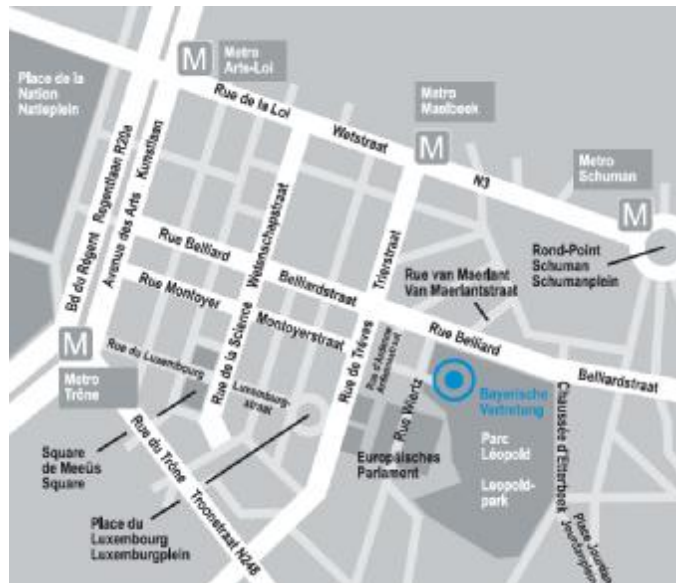 Metro
Arts-Loi
Place de la
Nation
Natieplein
Metro
Maelbeek
Metro
Schuman
Rue de la Loi
Wetstraat
N3
Bd du Régent Regentlaan R20a
Avenue des Arts Kunstlaan
Rue de la Science Wetenschapstraat
Rue de Trèves Trierstraat
Rond-Point
Schuman
Schumanplein
Rue van Maerlant
Van Maerlantstraat
Rue Belliard
Belliardstraat
Rue Belliard
Belliardstraat
Rue Montoyer
Montoyerstraat
Rue du Luxembourg
Luxemburg-
straat
Metro
Trône
Rue Wiertz
Bayerische
Vertretung
Europäisches
Parlament
Parc
Léopold
Leopold-
park
Chaussée d'Etterbeek
Square
de Meeûs
Square
Rue du Trône Troonstraat N24B
Place du
Luxembourg
Luxemburgplein
M
M
M
M